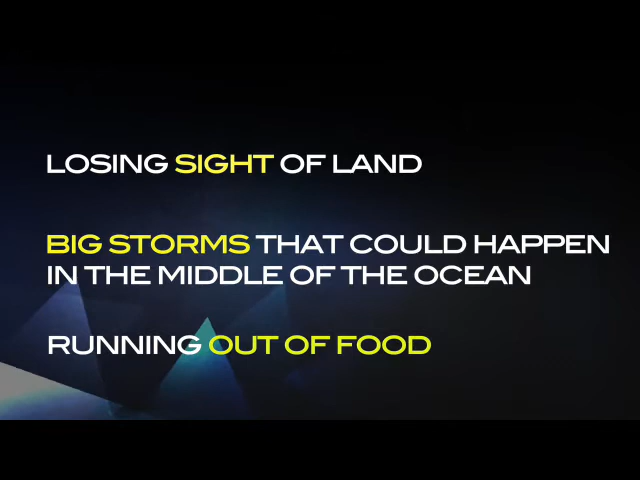 LOSING SIGHT OF LAND
BIG STORMS THAT COULD HAPPEN
IN THE MIDDLE OF THE OCEAN
RUNNING OUT OF FOOD